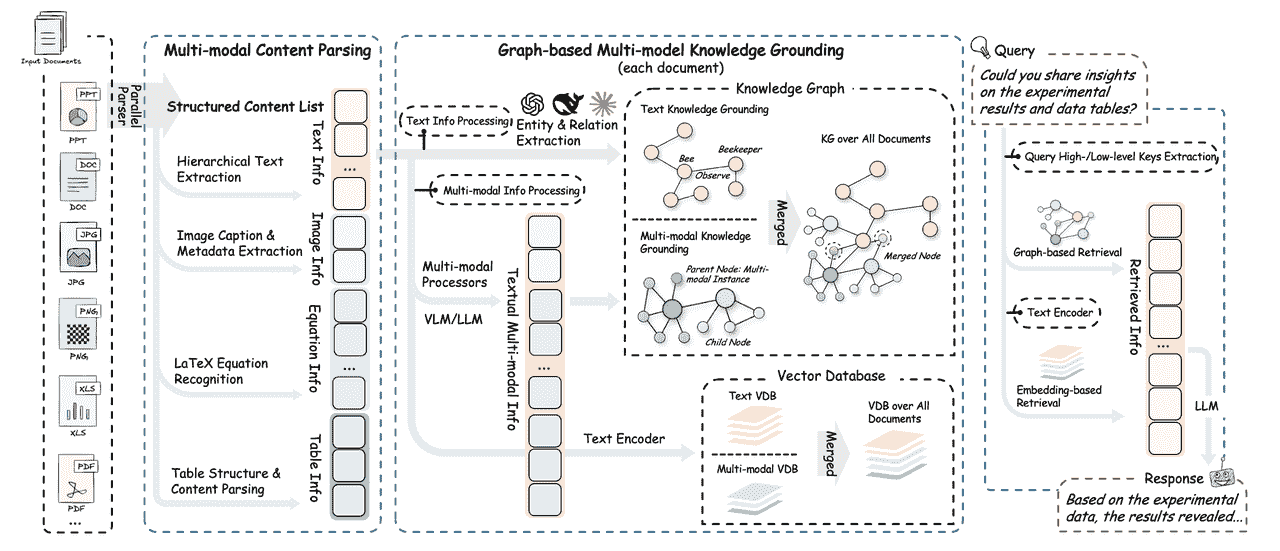 Input Documents
PPT
PPT
DOC
DOC
JPG
JPG
PNG
PNG
XLS
XLS
PDF
PDF
...
Parallel
Parser
Multi-modal Content Parsing
Structured Content List
Hierarchical Text
Extraction
Image Caption &
Metadata Extraction
LaTeX Equation
Recognition
Table Structure &
Content Parsing
Text Info
...
Image Info
Equation Info
...
Table Info
Graph-based Multi-model Knowledge Grounding
(each document)
Text Info Processing
Entity & Relation
Extraction
Multi-modal Info Processing
Multi-modal
Processors
VLM/LLM
Textual Multi-modal Info
...
Text Encoder
Knowledge Graph
Text Knowledge Grounding
Bee
Beekeeper
Observe
Multi-modal Knowledge
Grounding
Parent Node: Multi-
modal Instance
Child Node
Merged
KG over All Documents
Merged Node
Vector Database
Text VDB
Multi-modal VDB
Merged
VDB over All
Documents
Query
Could you share insights
on the experimental
results and data tables?
Query High-/Low-level Keys Extraction
Graph-based Retrieval
Text Encoder
Embedding-based
Retrieval
Retrieved Info
...
LLM
Response
Based on the experimental
data, the results revealed...